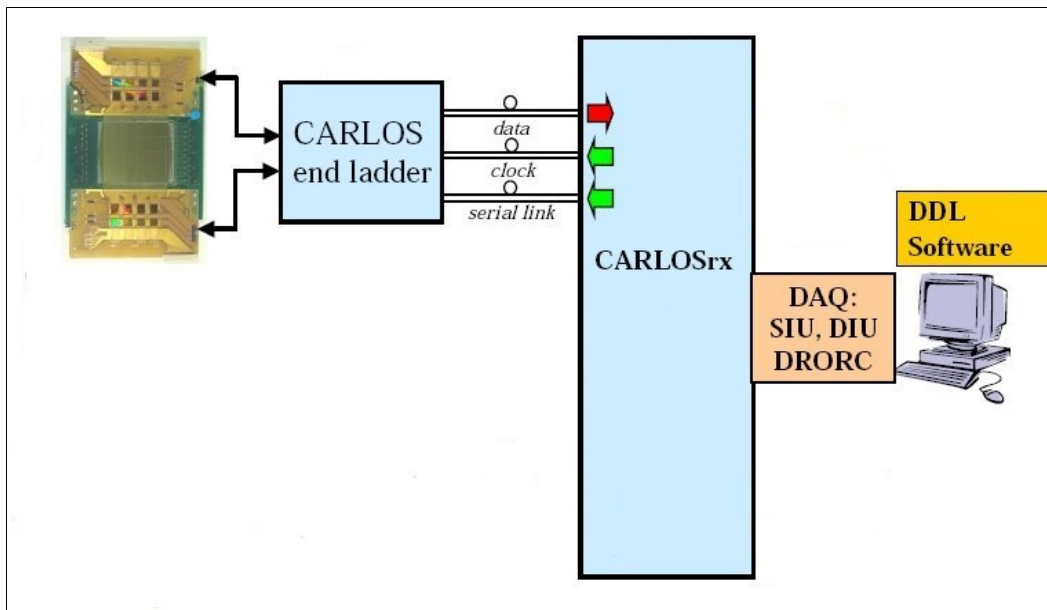 CARLOS
end ladder
data
clock
serial link
CARLOSrx
DAQ:
SIU, DIU
DRORC
DDL
Software